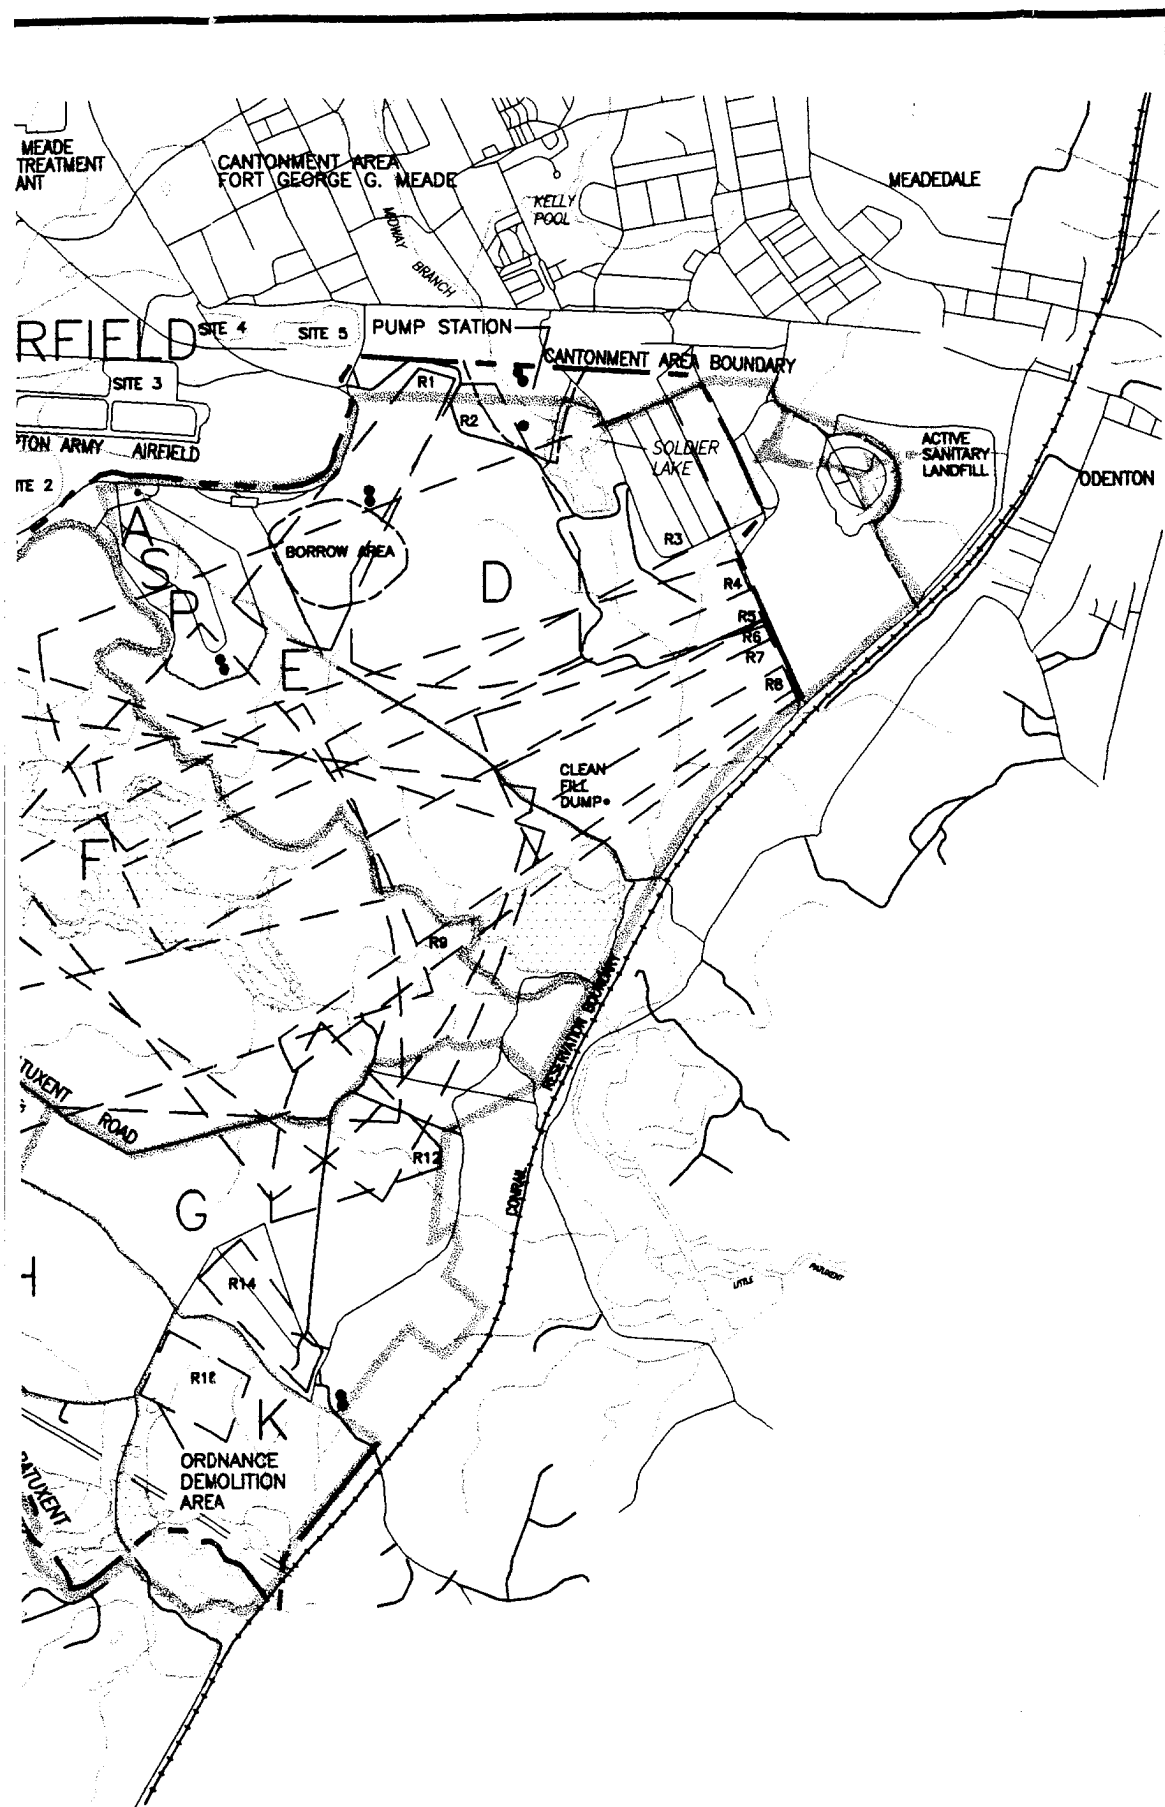 MEADE
TREATMENT
ANT
CANTONMENT AREA
FORT GEORGE G. MEADE
MEADEDALE
KELLY
POOL
MIDWAY
BRANCH
RFIELD
SITE 4
SITE 5
PUMP STATION
CANTONMENT AREA BOUNDARY
SITE 3
R1
R2
PTON ARMY AIRFIELD
SOLDIER
LAKE
ACTIVE
SANITARY
LANDFILL
ODENTON
ITE 2
A
S
P
BORROW AREA
D
R3
R4
R5
R6
R7
R8
E
CLEAN
FILL
DUMP
F
R9
RESERVATION BOUNDARY
TUXENT
ROAD
R12
CONRAIL
G
H
R14
LITTLE
PATUXENT
K
ORDNANCE
DEMOLITION
AREA
PATUXENT